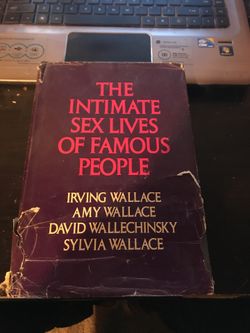 THE
INTIMATE
SEX LIVES
OF FAMOUS
PEOPLE
IRVING WALLACE
AMY WALLACE
DAVID WALLECHINSKY
SYLVIA WALLACE